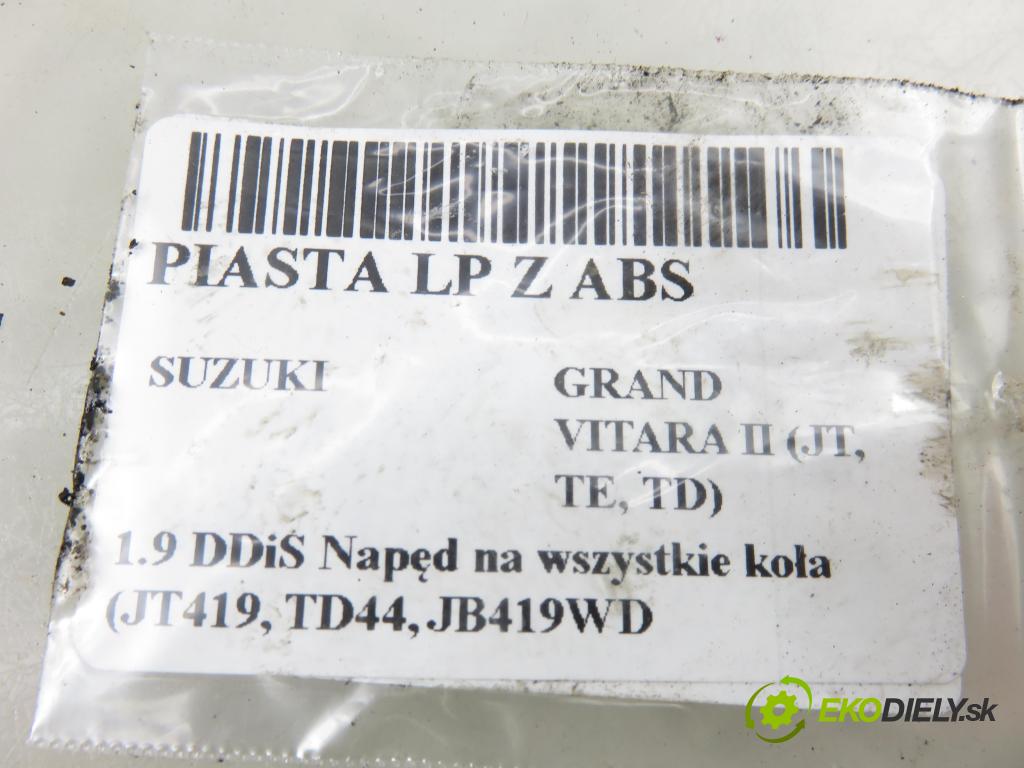 PIASTA LP Z ABS
SUZUKI
GRAND
VITARA II (JT,
TE, TD)
1.9 DDiS Napęd na wszystkie koła
(JT419, TD44, JB419WD
EKODIELY.sk